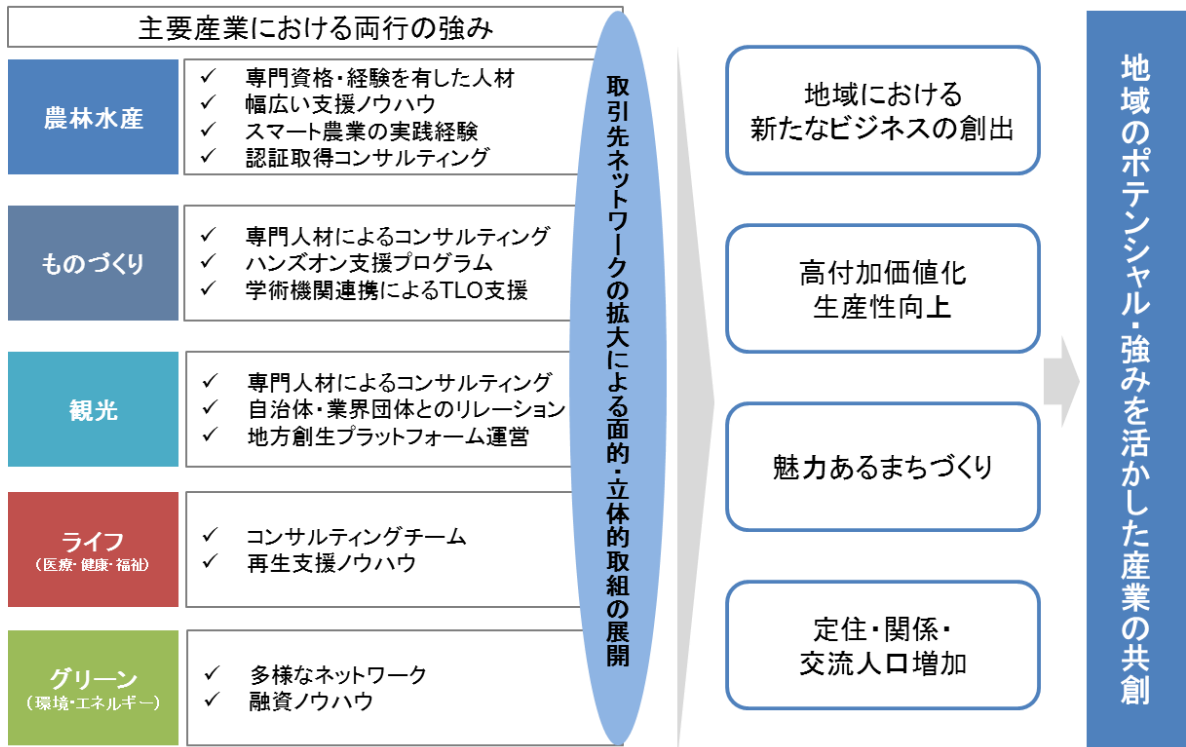 主要産業における両行の強み
農林水産
✓ 専門資格・経験を有した人材
✓ 幅広い支援ノウハウ
✓ スマート農業の実践経験
✓ 認証取得コンサルティング
ものづくり
✓ 専門人材によるコンサルティング
✓ ハンズオン支援プログラム
✓ 学術機関連携によるTLO支援
観光
✓ 専門人材によるコンサルティング
✓ 自治体・業界団体とのリレーション
✓ 地方創生プラットフォーム運営
ライフ
(医療・健康・福祉)
✓ コンサルティングチーム
✓ 再生支援ノウハウ
グリーン
(環境・エネルギー)
✓ 多様なネットワーク
✓ 融資ノウハウ
取引先ネットワークの拡大による面的・立体的取組の展開
地域における
新たなビジネスの創出
高付加価値化
生産性向上
魅力あるまちづくり
定住・関係・
交流人口増加
地域のポテンシャル・強みを活かした産業の共創